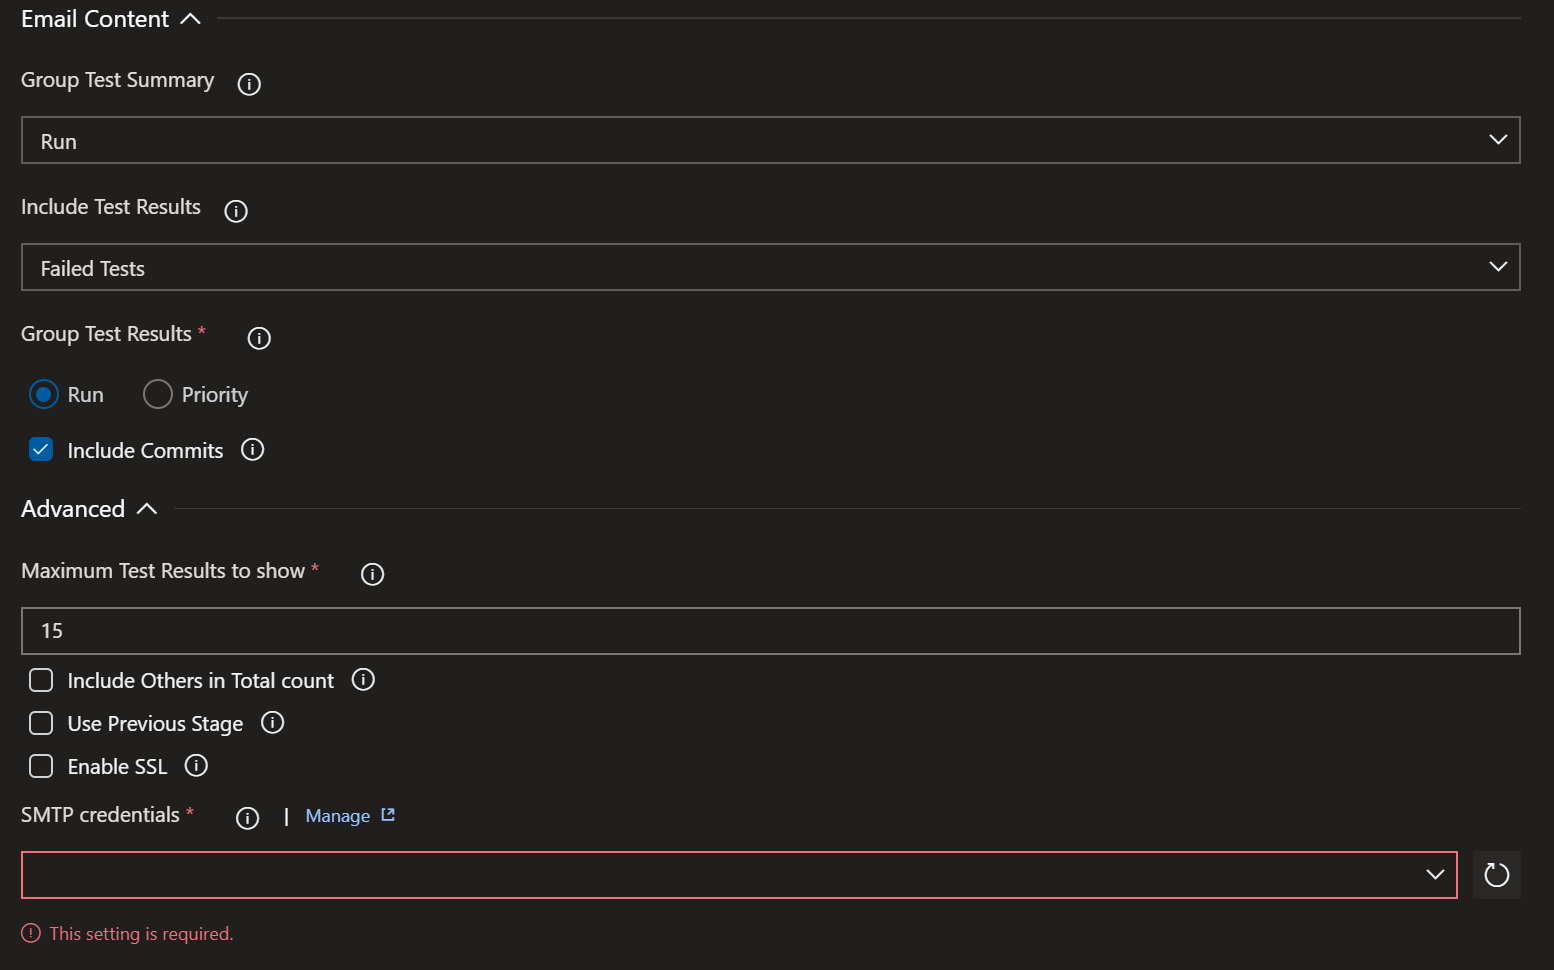 Email Content
Group Test Summary
Run
Include Test Results
Failed Tests
Group Test Results *
Run Priority
Include Commits
Advanced
Maximum Test Results to show *
15
Include Others in Total count
Use Previous Stage
Enable SSL
SMTP credentials * | Manage
This setting is required.